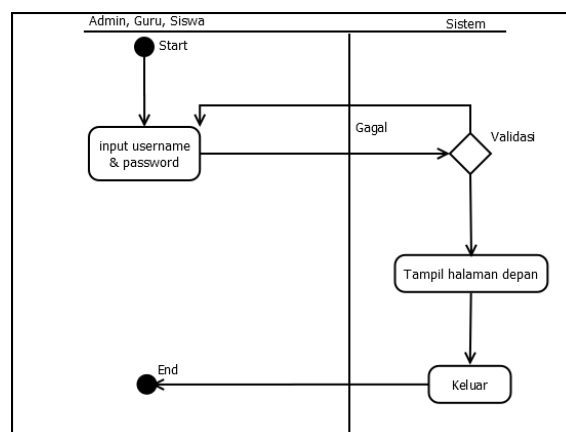 Admin, Guru, Siswa
Sistem
Start
Gagal
Validasi
input username
& password
Tampil halaman depan
End
Keluar